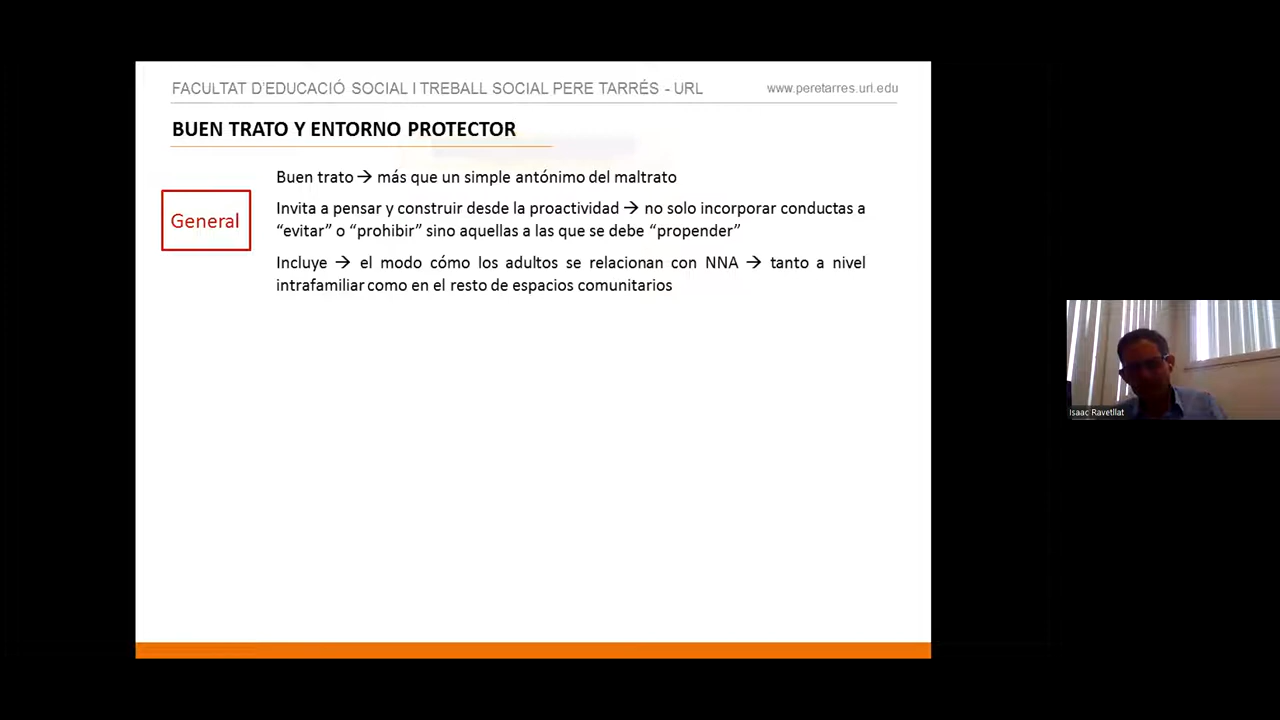 FACULTAT D'EDUCACIÓ SOCIAL I TREBALL SOCIAL PERE TARRÉS - URL
www.peretarres.url.edu
BUEN TRATO Y ENTORNO PROTECTOR
General
Buen trato → más que un simple antónimo del maltrato
Invita a pensar y construir desde la proactividad → no solo incorporar conductas a
“evitar” o “prohibir” sino aquellas a las que se debe “propender”
Incluye → el modo cómo los adultos se relacionan con NNA → tanto a nivel
intrafamiliar como en el resto de espacios comunitarios
Isaac Ravetllat